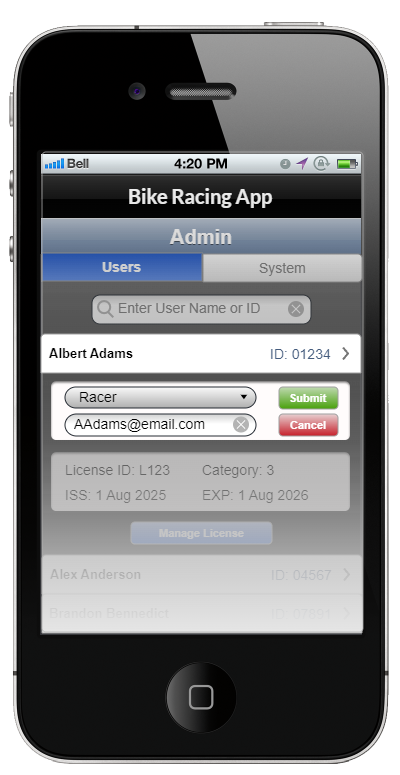 Bell 4:20 PM
Bike Racing App
Admin
Users System
Enter User Name or ID
Albert Adams ID: 01234
Racer Submit
AAdams@email.com Cancel
License ID: L123 Category: 3
ISS: 1 Aug 2025 EXP: 1 Aug 2026
Manage License
Alex Anderson ID: 04567
Brendon Bennedict ID: 07891